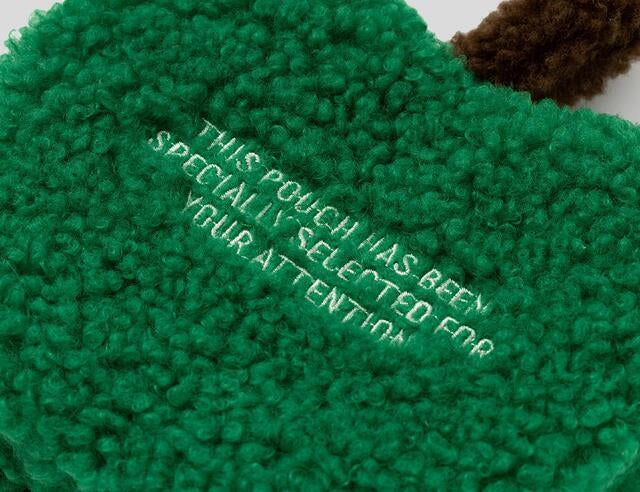 THIS POUCH HAS BEEN
SPECIALLY SELECTED FOR
YOUR ATTENTION